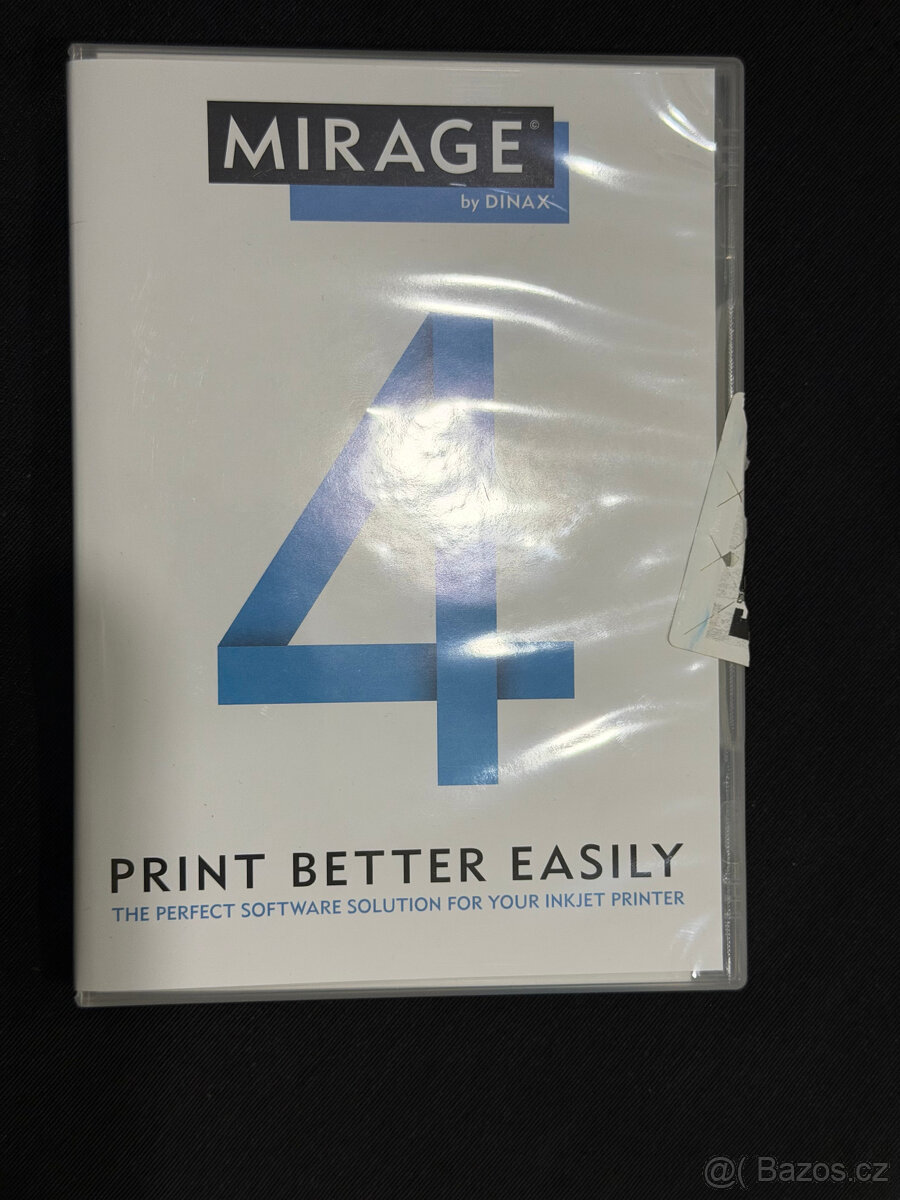 MIRAGE©
by DINAX
4
PRINT BETTER EASILY
THE PERFECT SOFTWARE SOLUTION FOR YOUR INKJET PRINTER
@( Bazos.cz